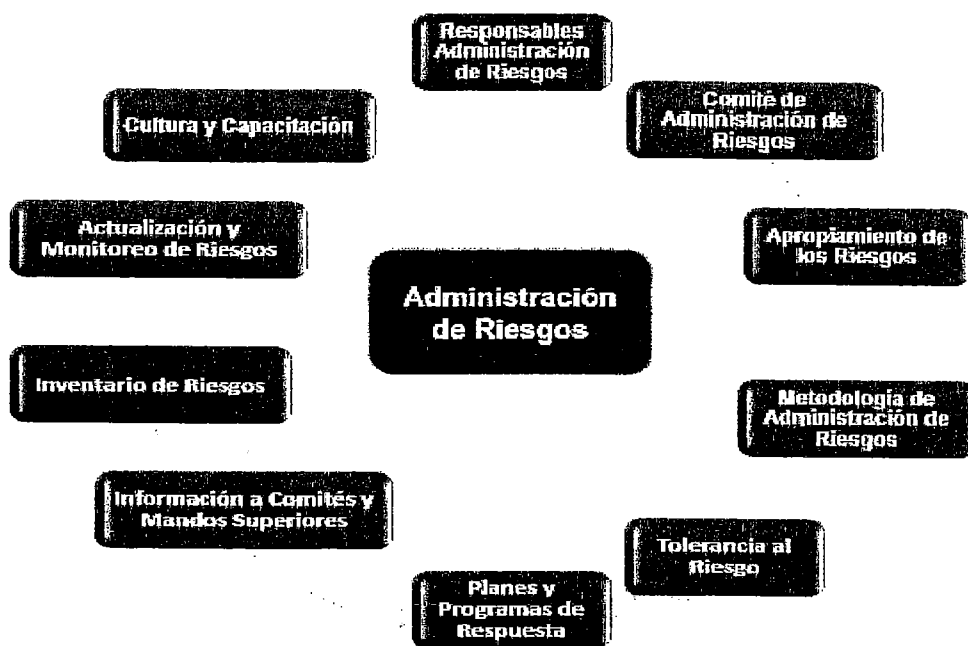 Responsables
Administración
de Riesgos
Comité de
Administración de
Riesgos
Cultura y Capacitación
Actualización y
Monitoreo de Riesgos
Apropiamiento de
los Riesgos
Administración
de Riesgos
Inventario de Riesgos
Metodología de
Administración de
Riesgos
Información a Comités y
Mandos Superiores
Tolerancia al
Riesgo
Planes y
Programas de
Respuesta